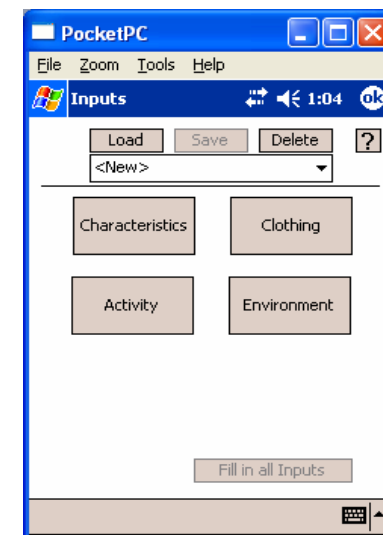 PocketPC
File Zoom Tools Help
Inputs 1:04 ok
Load Save Delete ?
<New>
Characteristics Clothing
Activity Environment
Fill in all Inputs